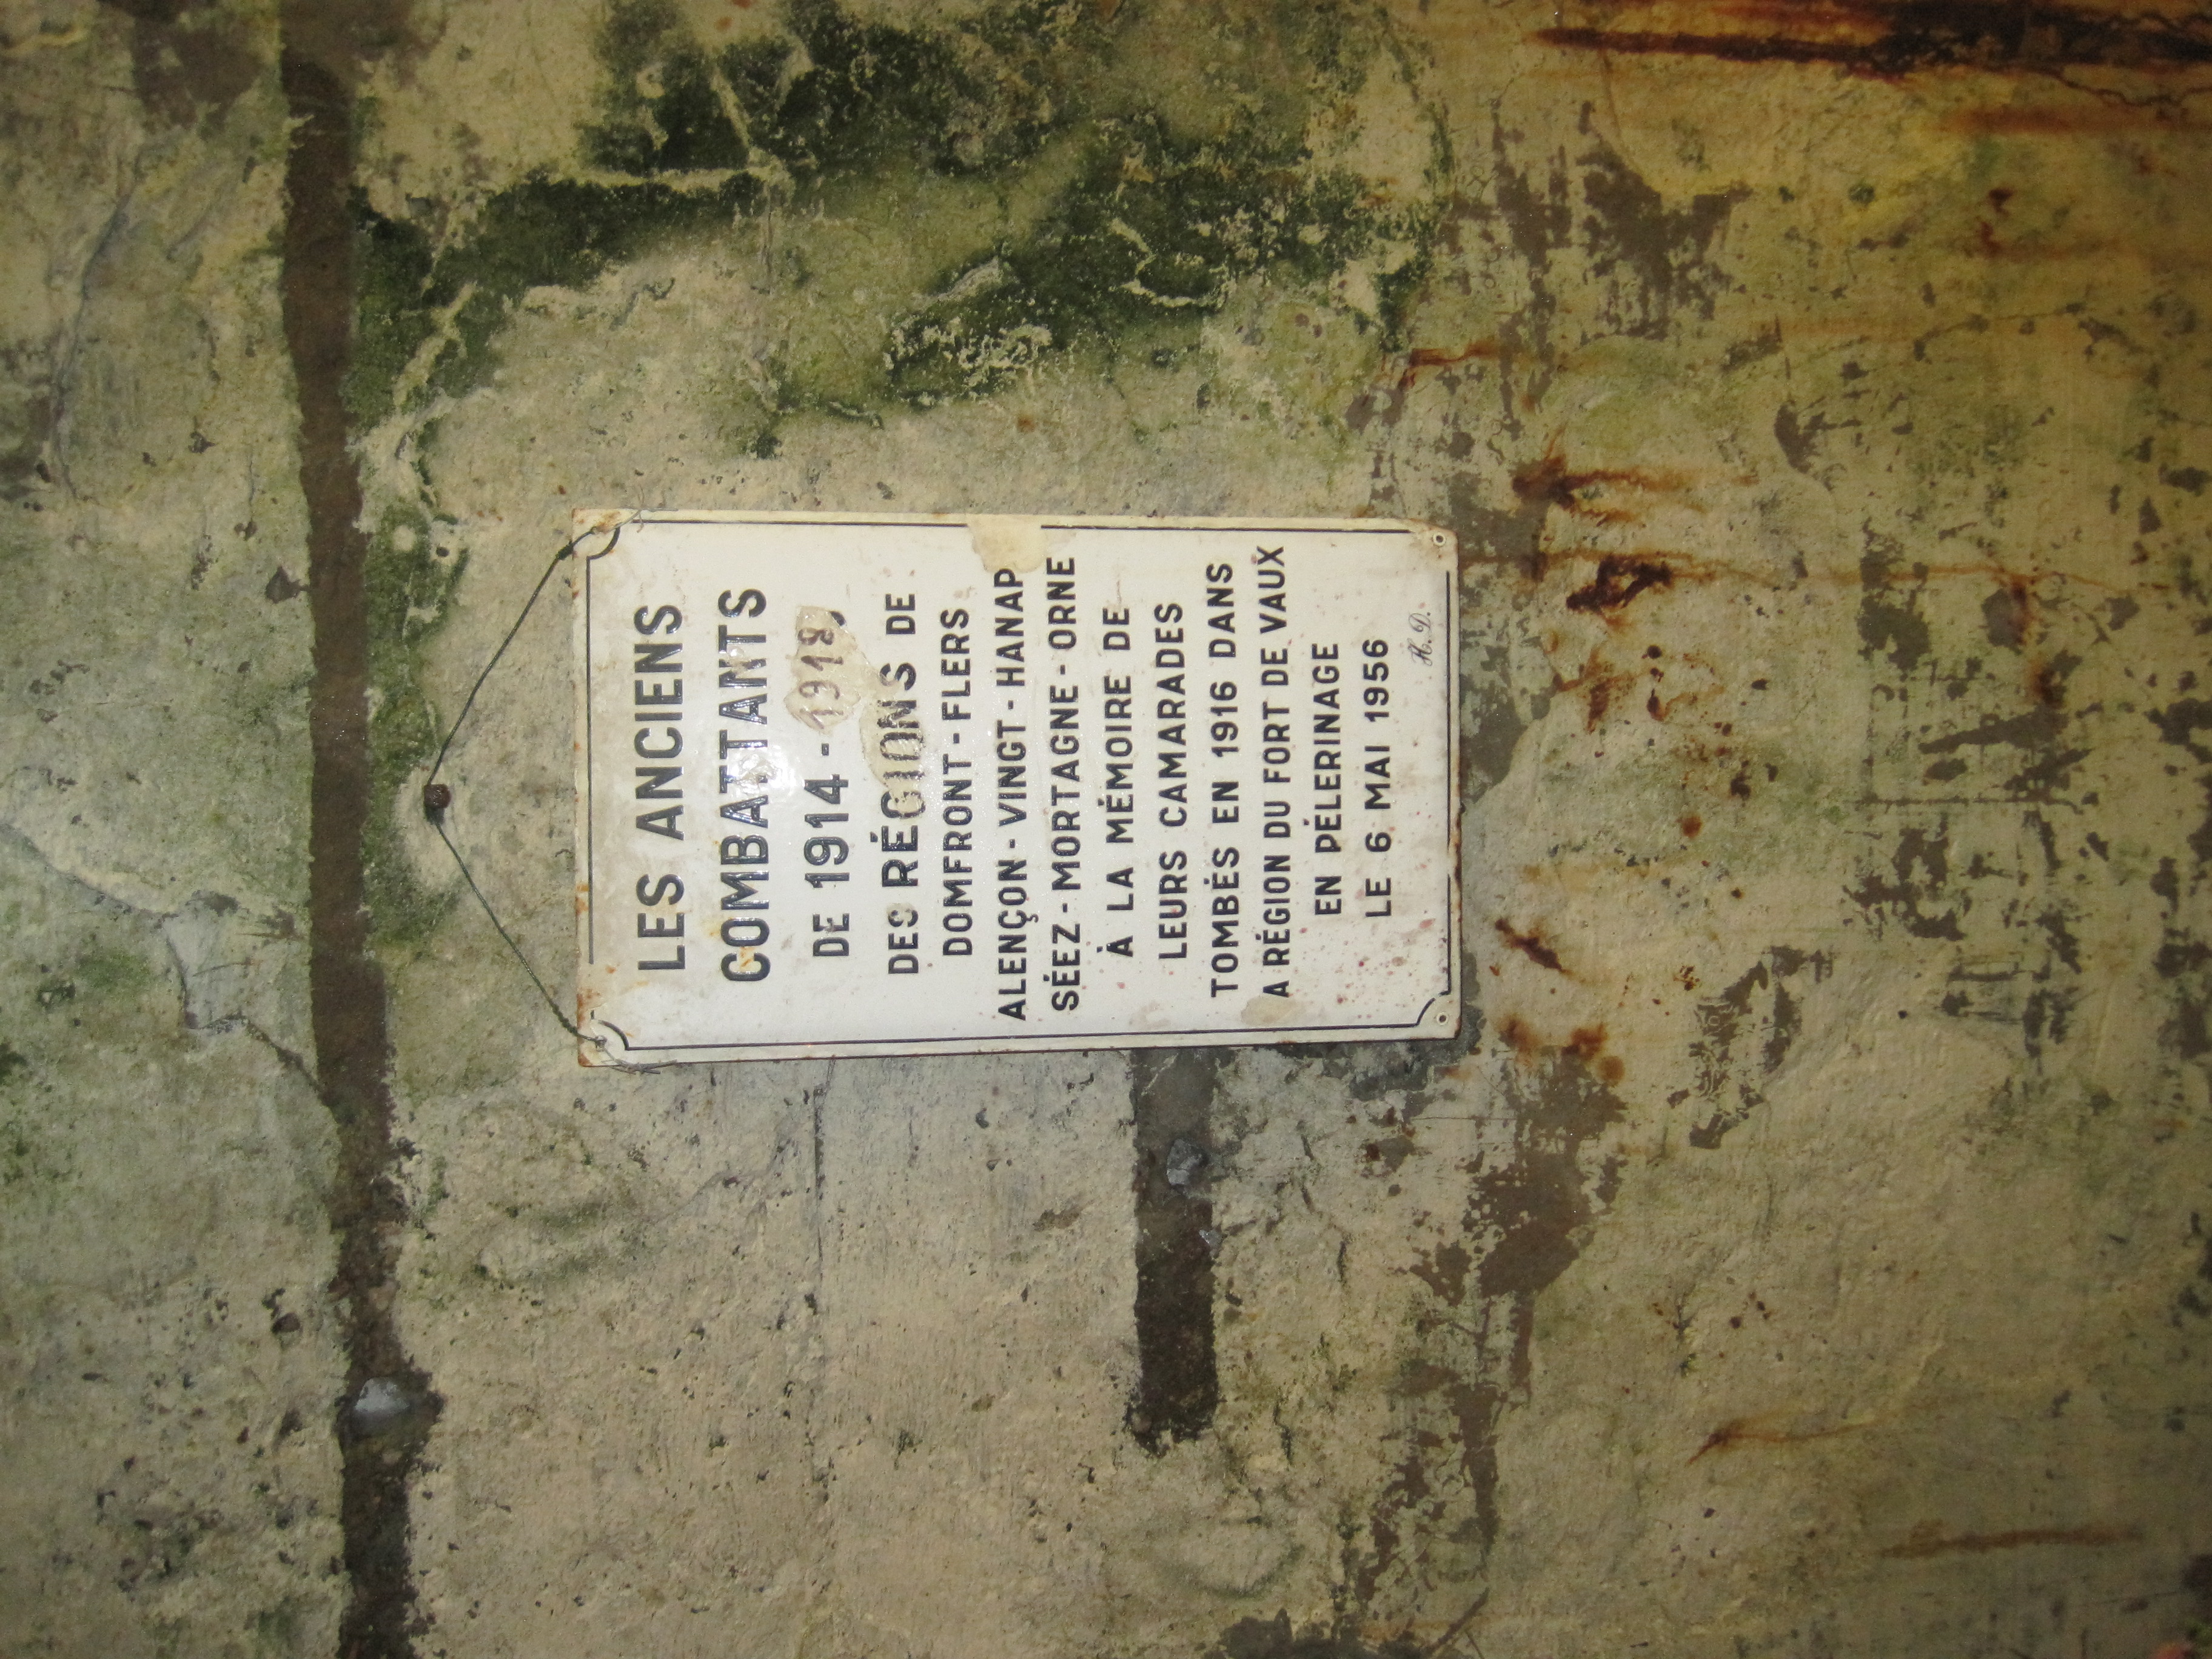 LES ANCIENS
COMBATTANTS
DE 1914 - 1918
DES RÉGIONS DE
DOMFRONT - FLERS
ALENÇON - VINGT - HANAP
SÉEZ - MORTAGNE - ORNE
À LA MÉMOIRE DE
LEURS CAMARADES
TOMBÉS EN 1916 DANS
A RÉGION DU FORT DE VAUX
EN PÉLERINAGE
LE 6 MAI 1956
H. D.